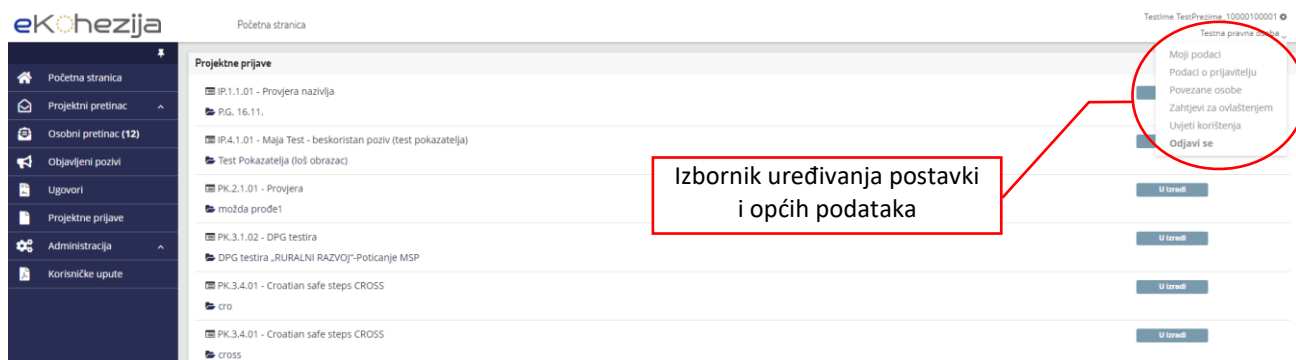 eKohezija
Početna stranica
TestIme TestPrezime, 10000100001
Testna pravna osoba
Moji podaci
Podaci o prijavitelju
Povezane osobe
Zahtjevi za ovlaštenjem
Uvjeti korištenja
Odjavi se
Početna stranica
Projektni pretinac
Osobni pretinac (12)
Objavljeni pozivi
Ugovori
Projektne prijave
Administracija
Korisničke upute
Projektne prijave
IP.1.1.01 - Provjera nazivlja
P.G. 16.11.
IP.4.1.01 - Maja Test - beskoristan poziv (test pokazatelja)
Test Pokazatelja (loš obrazac)
PK.2.1.01 - Provjera
U izradi
možda prođe1
PK.3.1.02 - DPG testira
U izradi
DPG testira „RURALNI RAZVOJ“-Poticanje MSP
PK.3.4.01 - Croatian safe steps CROSS
U izradi
cro
PK.3.4.01 - Croatian safe steps CROSS
U izradi
cross
Izbornik uređivanja postavki
i općih podataka